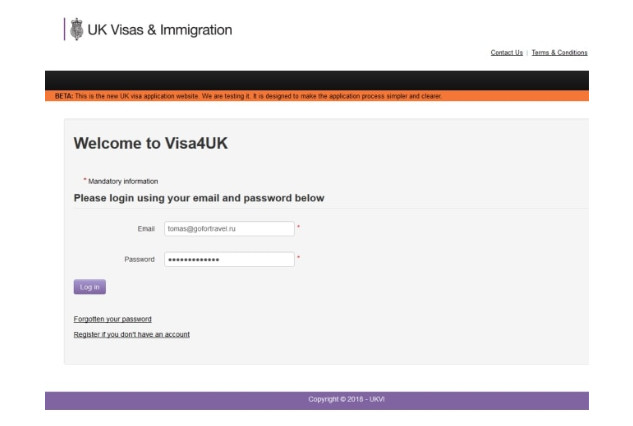 UK Visas & Immigration
Contact Us | Terms & Conditions
BETA: This is the new UK visa application website. We are testing it. It is designed to make the application process simpler and clearer.
Welcome to Visa4UK
* Mandatory information
Please login using your email and password below
Email tomas@gofortravel.ru *
Password ••••••••••••• *
Log in
Forgotten your password
Register if you don't have an account
Copyright © 2018 - UKVI